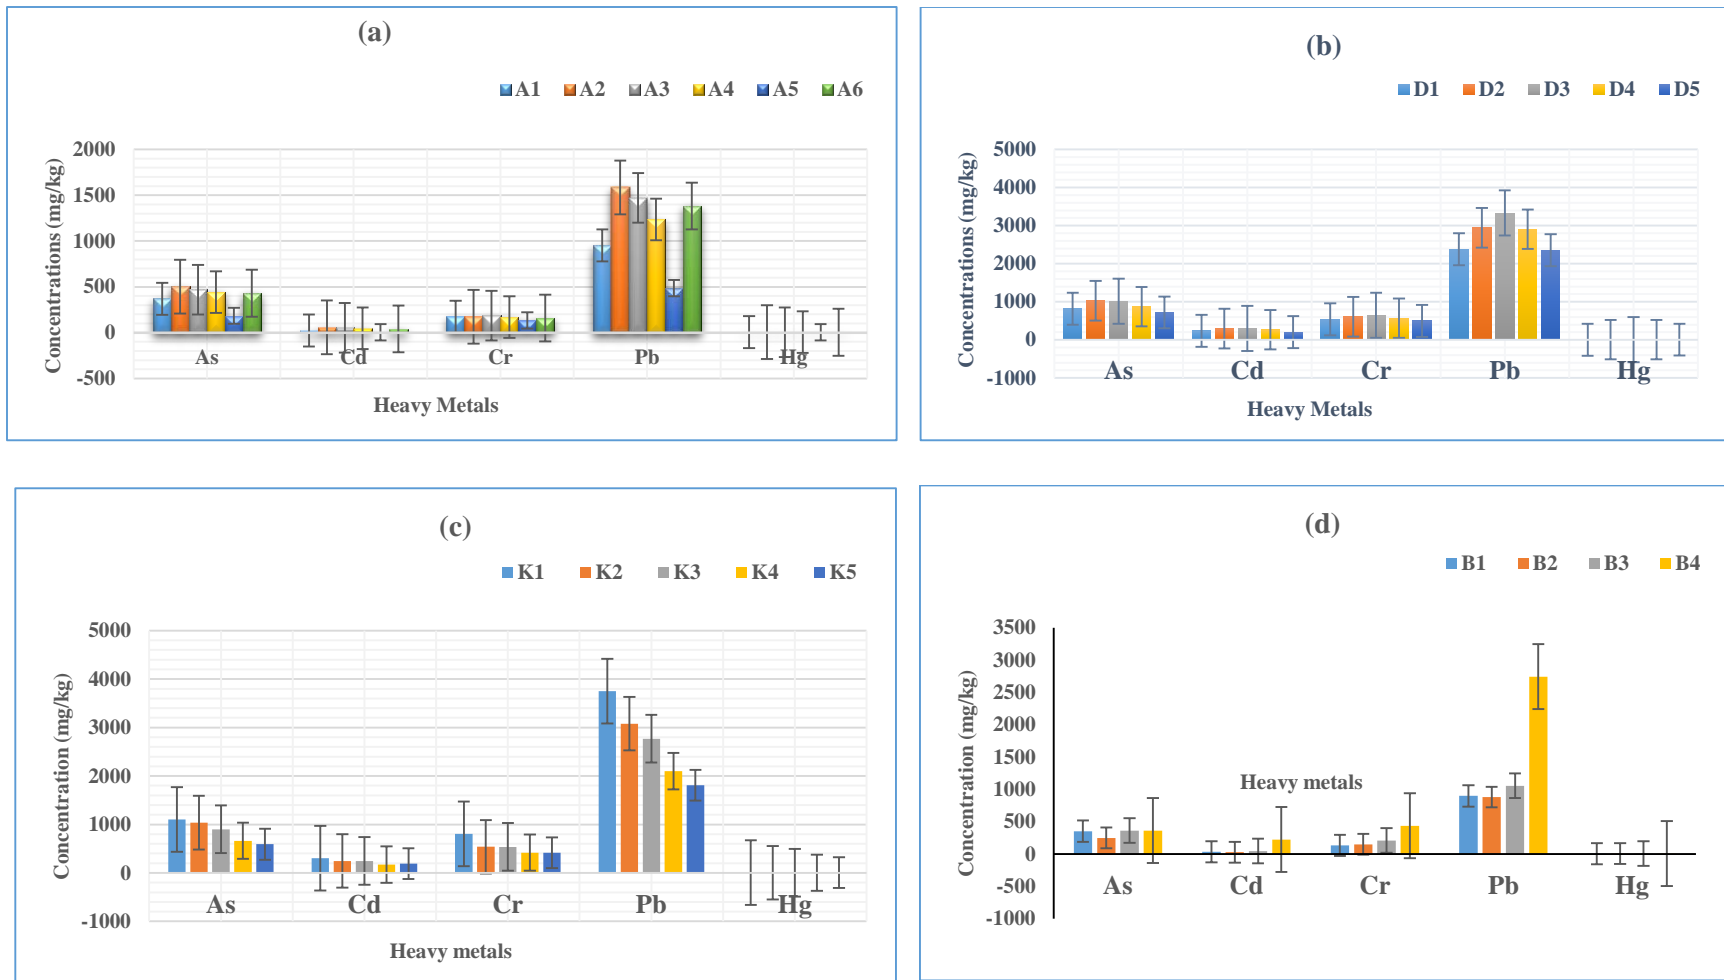 (a)
A1 A2 A3 A4 A5 A6
Concentrations (mg/kg)
2000
1500
1000
500
0
-500
As Cd Cr Pb Hg
Heavy Metals
(b)
D1 D2 D3 D4 D5
Concentrations (mg/kg)
5000
4000
3000
2000
1000
0
-1000
As Cd Cr Pb Hg
Heavy Metals
(c)
K1 K2 K3 K4 K5
Concentration (mg/kg)
5000
4000
3000
2000
1000
0
-1000
As Cd Cr Pb Hg
Heavy metals
(d)
B1 B2 B3 B4
Concentration (mg/kg)
3500
3000
2500
2000
1500
1000
500
0
-500
-1000
Heavy metals
As Cd Cr Pb Hg